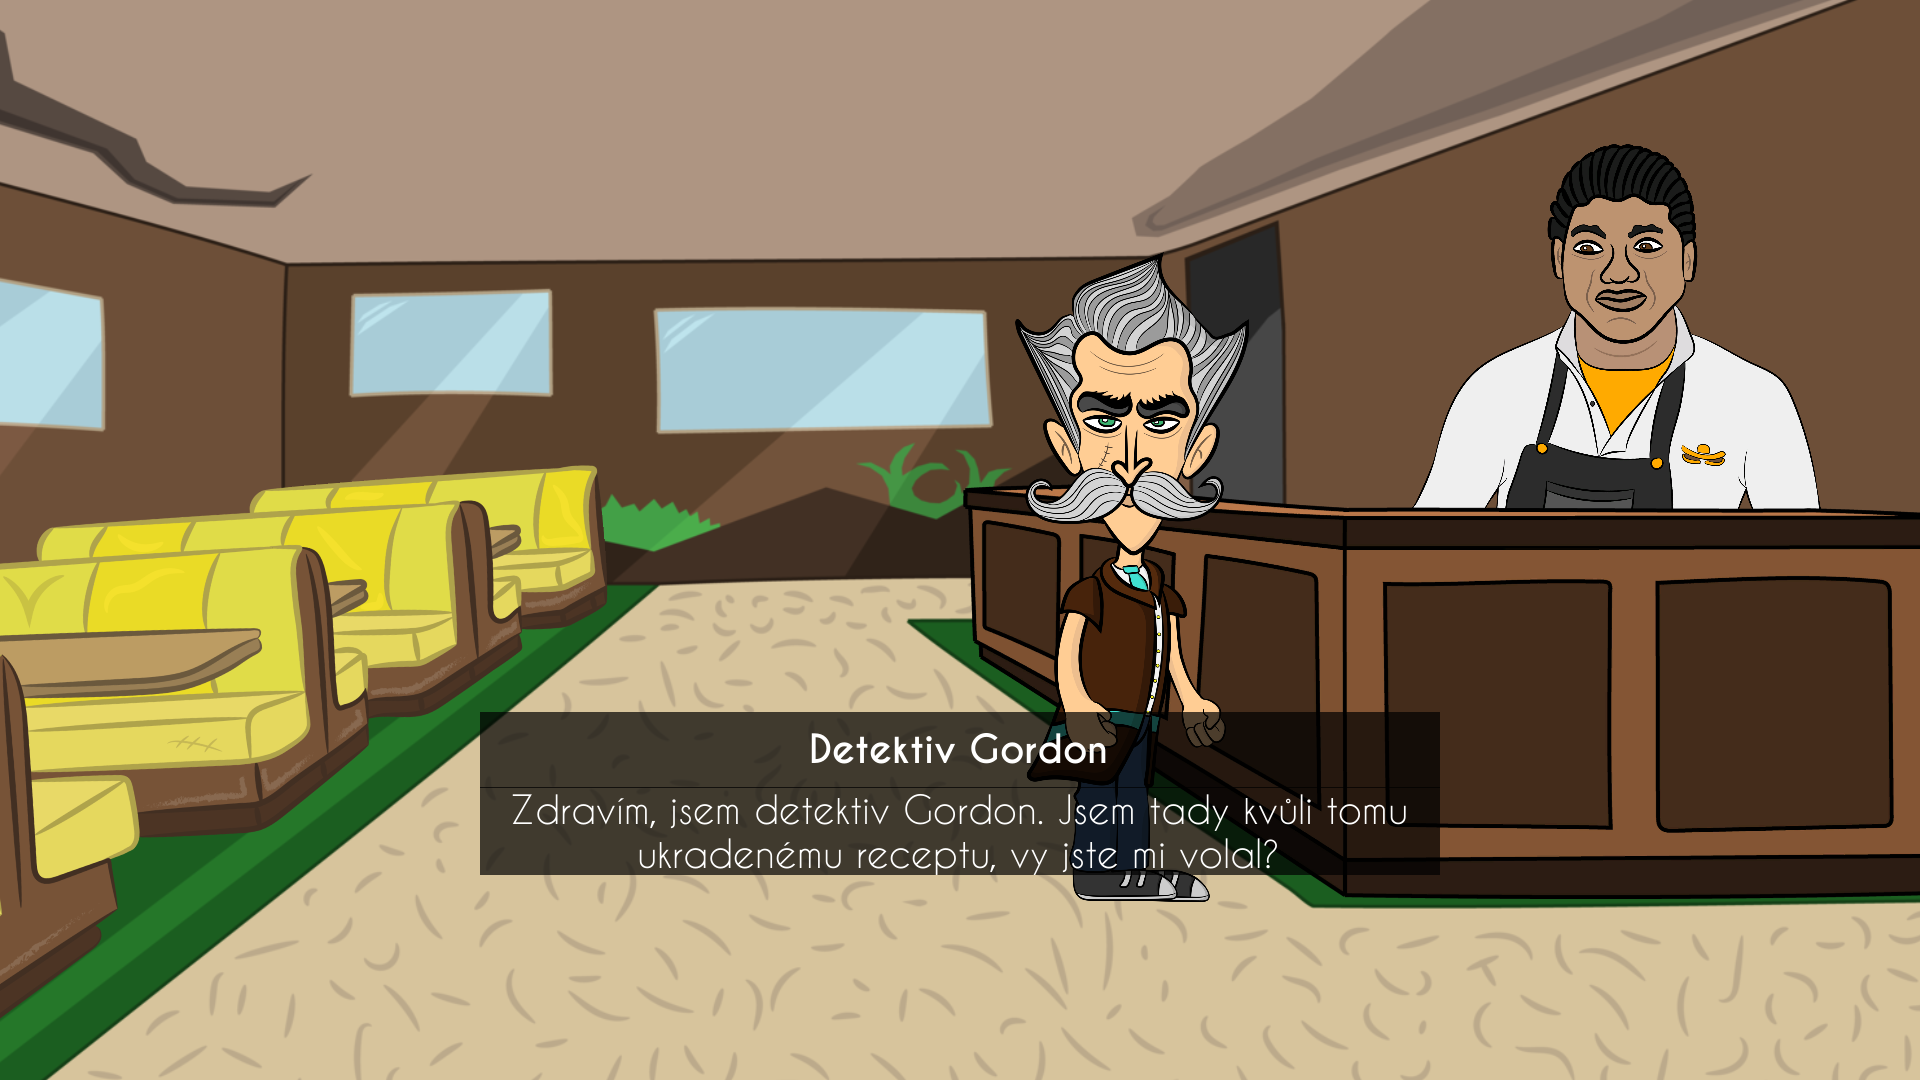 Detektiv Gordon
Zdravím, jsem detektiv Gordon. Jsem tady kvůli tomu
ukradenému receptu, vy jste mi volal?